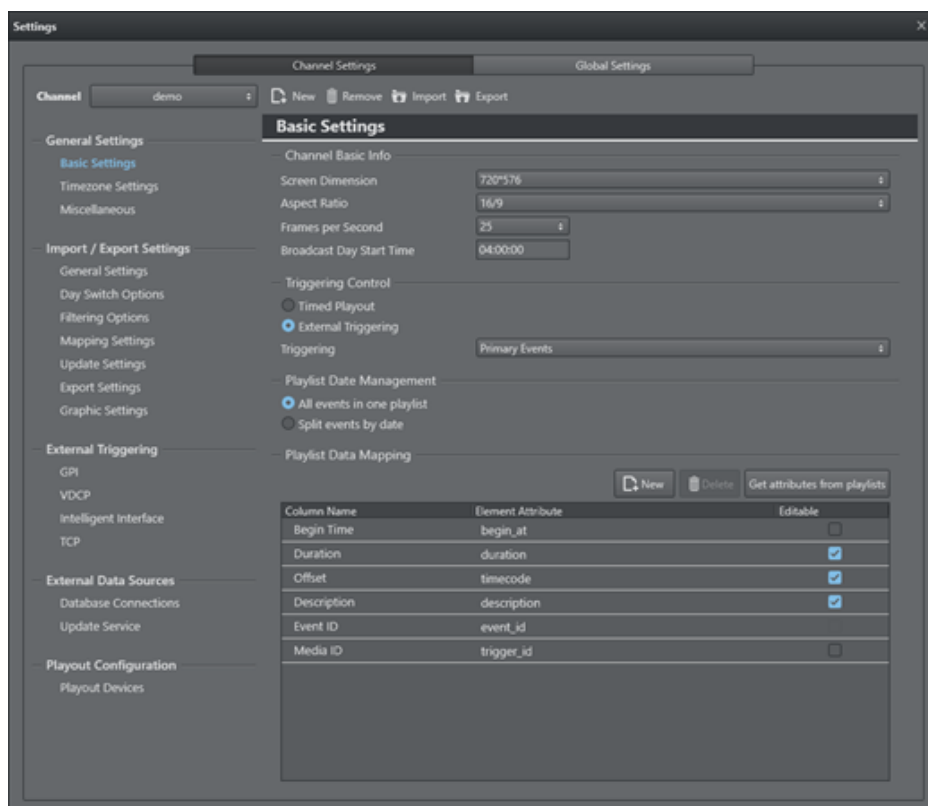 Settings
Channel Settings Global Settings
Channel demo New Remove Import Export
Basic Settings
General Settings
Basic Settings
Timezone Settings
Miscellaneous
Import / Export Settings
General Settings
Day Switch Options
Filtering Options
Mapping Settings
Update Settings
Export Settings
Graphic Settings
External Triggering
GPI
VDCP
Intelligent Interface
TCP
External Data Sources
Database Connections
Update Service
Playout Configuration
Playout Devices
Channel Basic Info
Screen Dimension 720*576
Aspect Ratio 16/9
Frames per Second 25
Broadcast Day Start Time 04:00:00
Triggering Control
Timed Playout
External Triggering
Triggering Primary Events
Playlist Date Management
All events in one playlist
Split events by date
Playlist Data Mapping
New Delete Get attributes from playlists
Column Name Element Attribute Editable
Begin Time begin_at
Duration duration
Offset timecode
Description description
Event ID event_id
Media ID trigger_id